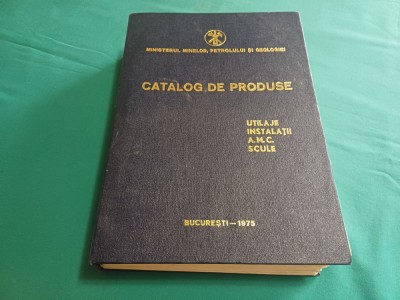 MINISTERUL MINELOR, PETROLULUI ȘI GEOLOGIEI
CATALOG DE PRODUSE
UTILAJE
INSTALAȚII
A.M.C.
SCULE
BUCUREȘTI—1975